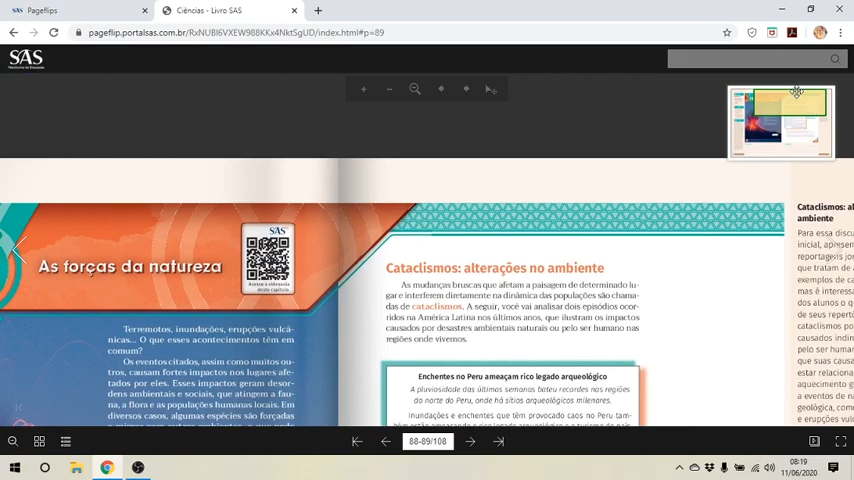 Pageflips
Ciências - Livro SAS
pageflip.portalsas.com.br/RxNUBl6VXEW988KKx4NktSgUD/index.html#p=89
SAS
Plataforma de Educação
As forças da natureza
SAS
Acesse a videoaula
deste capítulo
Terremotos, inundações, erupções vulcâ-
nicas... O que esses acontecimentos têm em
comum?
Os eventos citados, assim como muitos ou-
tros, causam fortes impactos nos lugares afe-
tados por eles. Esses impactos geram desor-
dens ambientais e sociais, que atingem a fau-
na, a flora e as populações humanas locais. Em
diversos casos, algumas espécies são forçadas
Cataclismos: alterações no ambiente
As mudanças bruscas que afetam a paisagem de determinado lu-
gar e interferem diretamente na dinâmica das populações são chama-
das de cataclismos. A seguir, você vai analisar dois episódios ocor-
ridos na América Latina nos últimos anos, que ilustram os impactos
causados por desastres ambientais naturais ou pelo ser humano nas
regiões onde vivemos.
Enchentes no Peru ameaçam rico legado arqueológico
A pluviosidade das últimas semanas bateu recordes nas regiões
do norte do Peru, onde há sítios arqueológicos milenares.
Inundações e enchentes que têm provocado caos no Peru tam-
Cataclismos: al
ambiente
Para essa discu
inicial, apresen
reportagens jor
que tratam de
exemplos de ca
mas é interessa
dos alunos o q
de seus repertó
cataclismos po
causados indir
pelo ser human
que suas causa
estar relaciona
aquecimento g
a eventos de na
geológica, como
e erupções vulc
88-89/108
08:19
11/06/2020